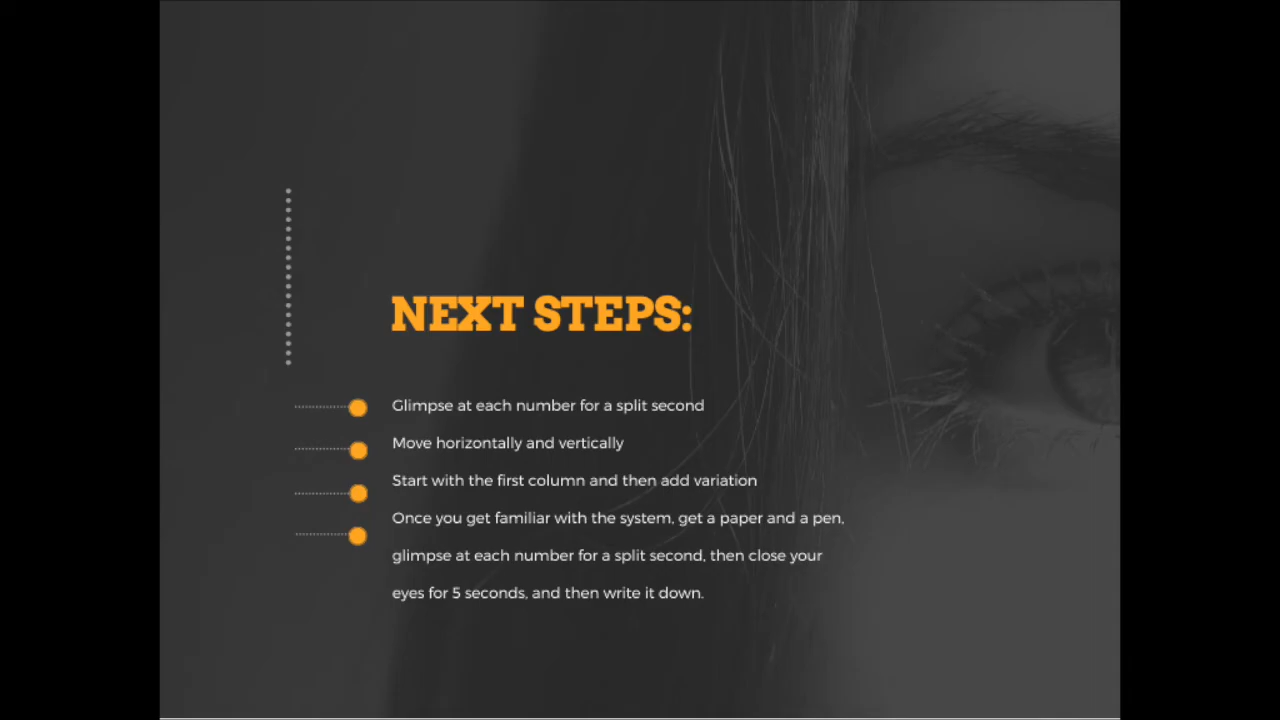 NEXT STEPS:
Glimpse at each number for a split second
Move horizontally and vertically
Start with the first column and then add variation
Once you get familiar with the system, get a paper and a pen,
glimpse at each number for a split second, then close your
eyes for 5 seconds, and then write it down.